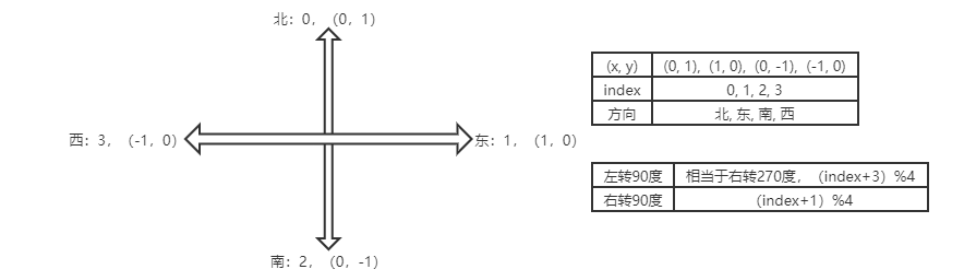 北：0，（0，1）
西：3，（-1，0）
东：1，（1，0）
南：2，（0，-1）
(x, y) (0, 1), (1, 0), (0, -1), (-1, 0)
index 0, 1, 2, 3
方向 北, 东, 南, 西
左转90度 相当于右转270度，（index+3）%4
右转90度 （index+1）%4